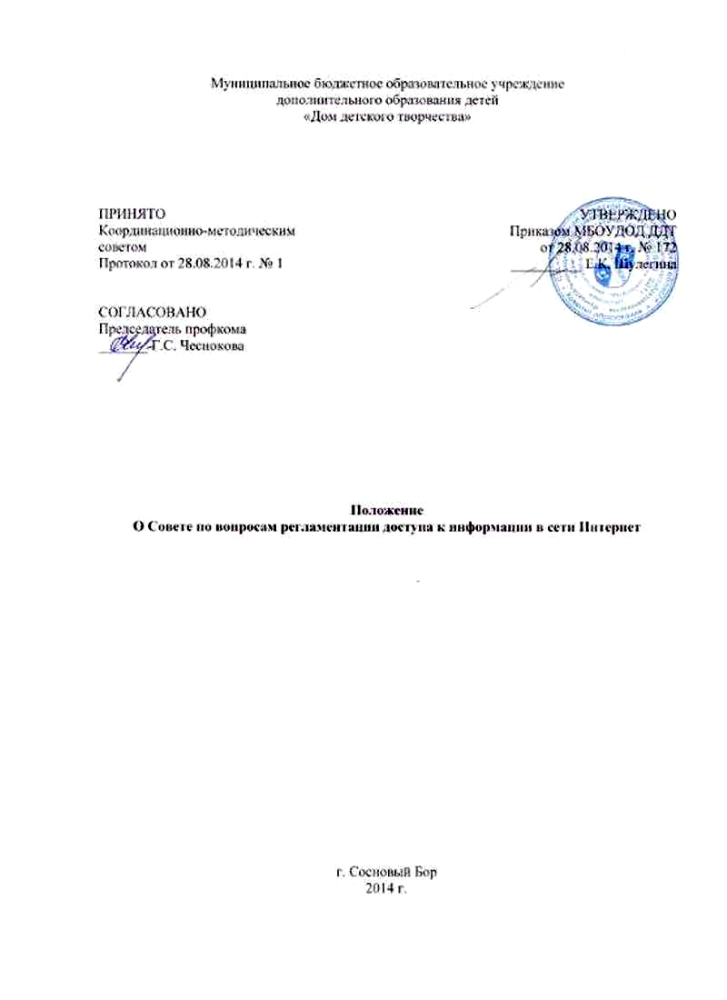 Муниципальное бюджетное образовательное учреждение
дополнительного образования детей
«Дом детского творчества»
ПРИНЯТО
Координационно-методическим
советом
Протокол от 28.08.2014 г. № 1
УТВЕРЖДЕНО
Приказом МБОУДОД ДДТ
от 28.08.2014 г. № 172
Е.К. Шулегина
СОГЛАСОВАНО
Председатель профкома
Г.С. Чеснокова
Положение
О Совете по вопросам регламентации доступа к информации в сети Интернет
г. Сосновый Бор
2014 г.